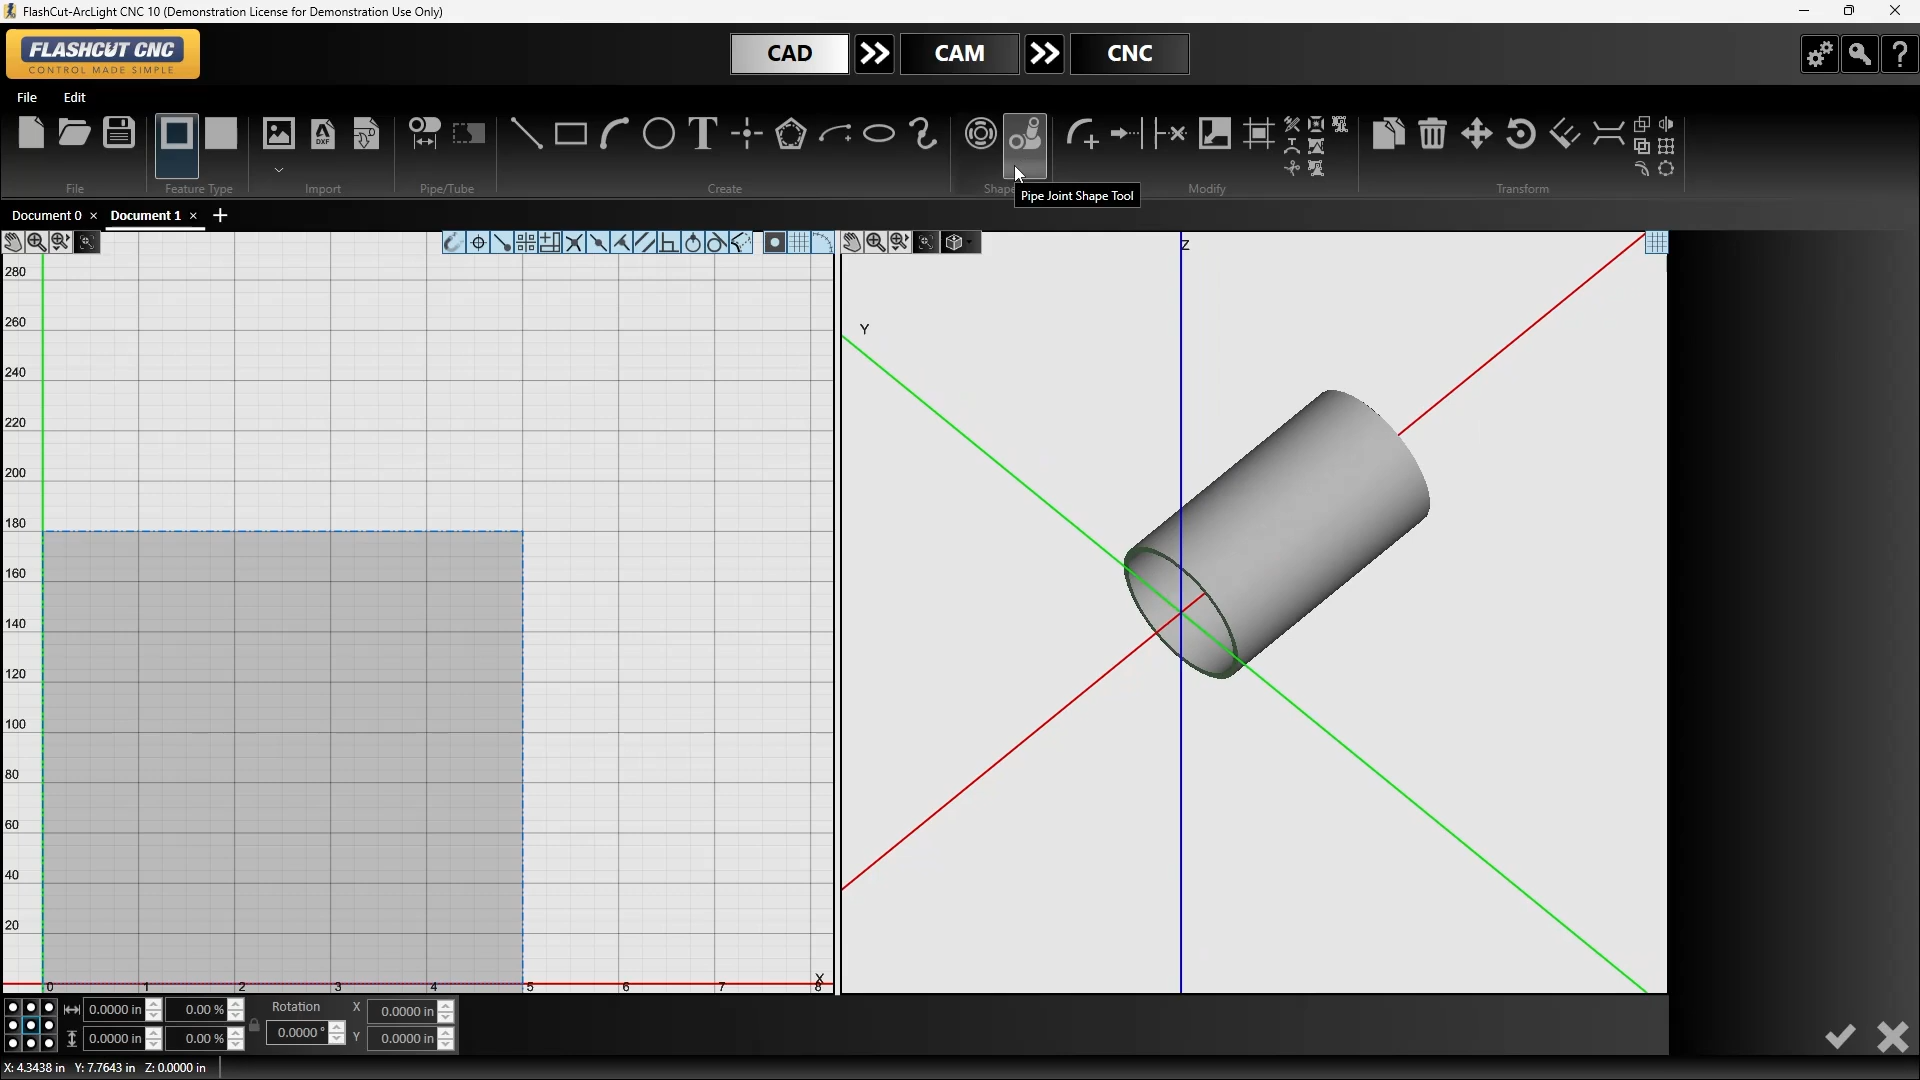 FlashCut-ArcLight CNC 10 (Demonstration License for Demonstration Use Only)
FLASHCUT CNC
CONTROL MADE SIMPLE
CAD
CAM
CNC
File Edit
File Feature Type Import Pipe/Tube Create Shape Modify Transform
DXF
Pipe Joint Shape Tool
Document 0 Document 1
Z
Y
280
260
240
220
200
180
160
140
120
100
80
60
40
20
X
0 1 2 3 4 5 6 7 8
0.0000 in 0.00 % Rotation X 0.0000 in
0.0000 in 0.00 % 0.0000 ° Y 0.0000 in
X: 4.3438 in Y: 7.7643 in Z: 0.0000 in